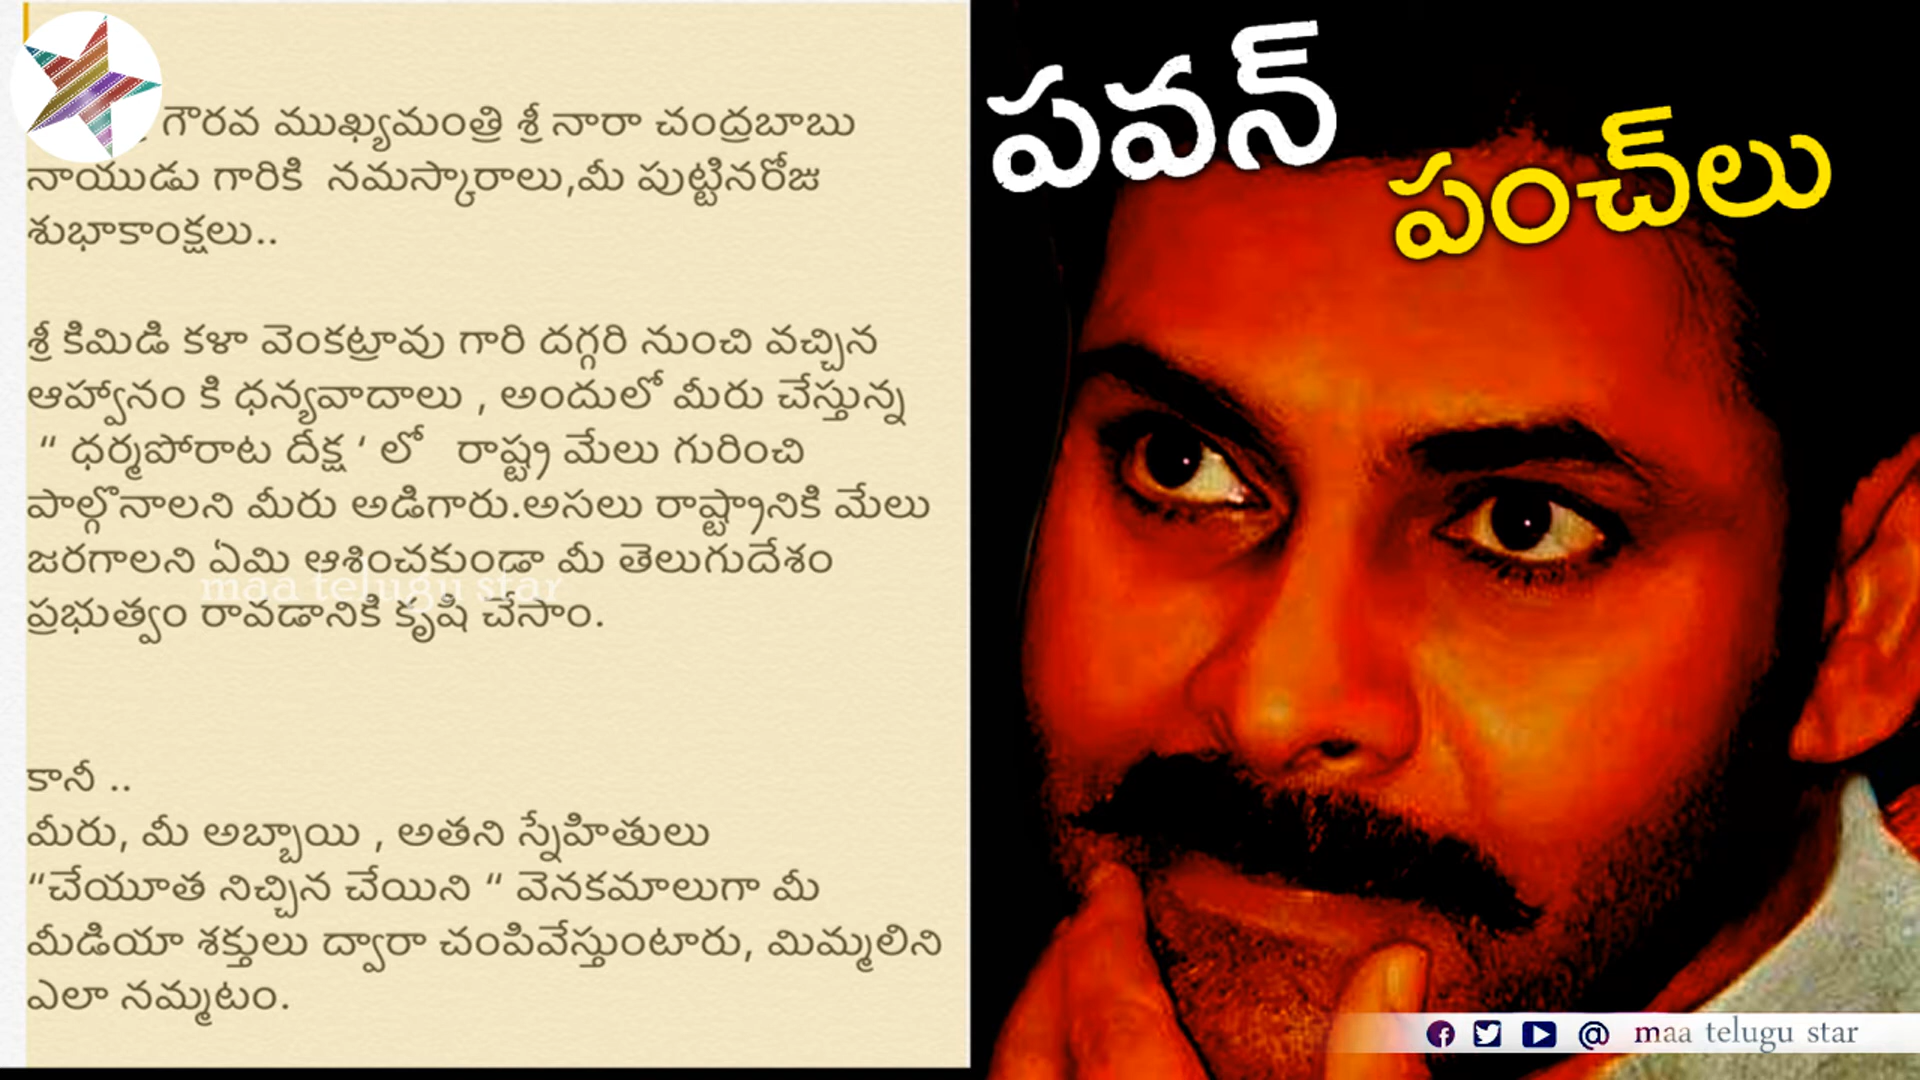 గౌరవ ముఖ్యమంత్రి శ్రీ నారా చంద్రబాబు
నాయుడు గారికి నమస్కారాలు,మీ పుట్టినరోజు
శుభాకాంక్షలు..
శ్రీ కిమిడి కళా వెంకట్రావు గారి దగ్గరి నుంచి వచ్చిన
ఆహ్వానం కి ధన్యవాదాలు , అందులో మీరు చేస్తున్న
“ ధర్మపోరాట దీక్ష ‘ లో రాష్ట్ర మేలు గురించి
పాల్గొనాలని మీరు అడిగారు.అసలు రాష్ట్రానికి మేలు
జరగాలని ఏమి ఆశించకుండా మీ తెలుగుదేశం
maa telugu star
ప్రభుత్వం రావడానికి కృషి చేసాం.
కానీ ..
మీరు, మీ అబ్బాయి , అతని స్నేహితులు
“చేయూత నిచ్చిన చేయిని “ వెనకమాలుగా మీ
మీడియా శక్తులు ద్వారా చంపివేస్తుంటారు, మిమ్మలిని
ఎలా నమ్మటం.
పవన్
పంచ్‌లు
@ maa telugu star